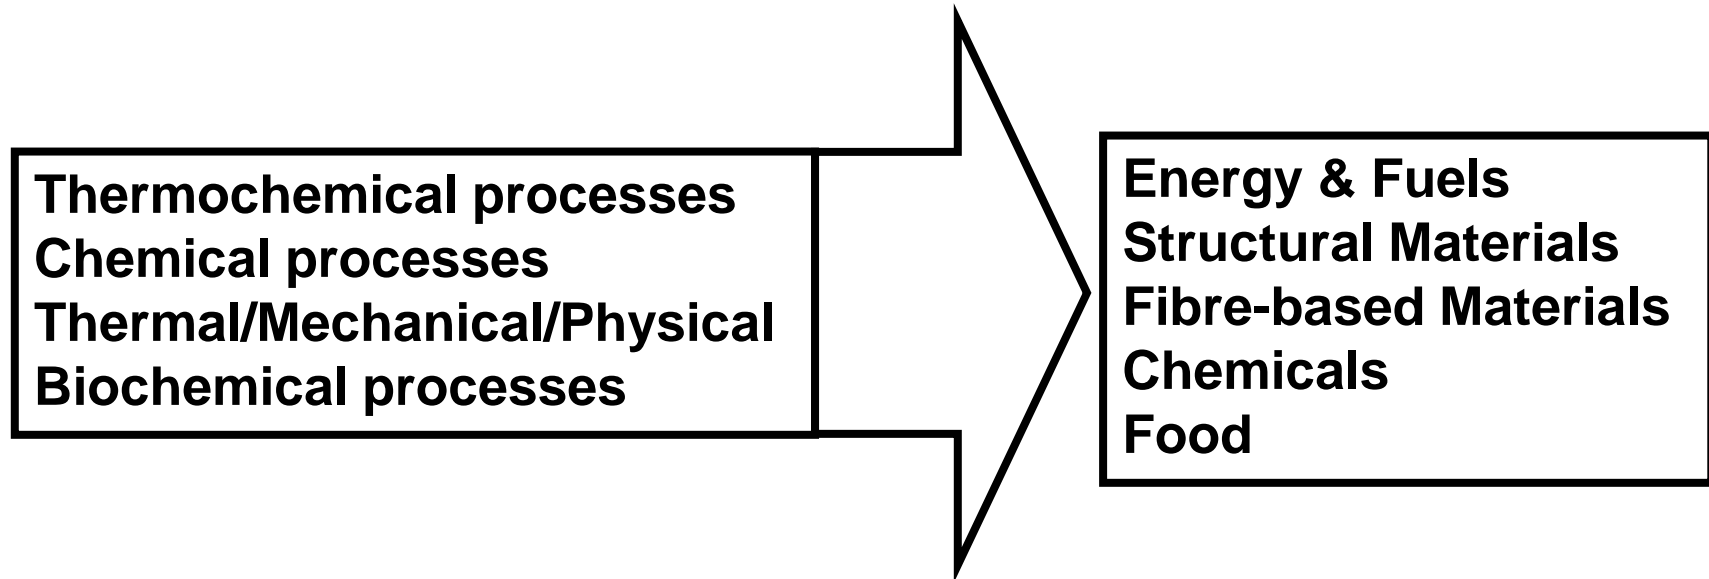 Thermochemical processes
Chemical processes
Thermal/Mechanical/Physical
Biochemical processes
Energy & Fuels
Structural Materials
Fibre-based Materials
Chemicals
Food